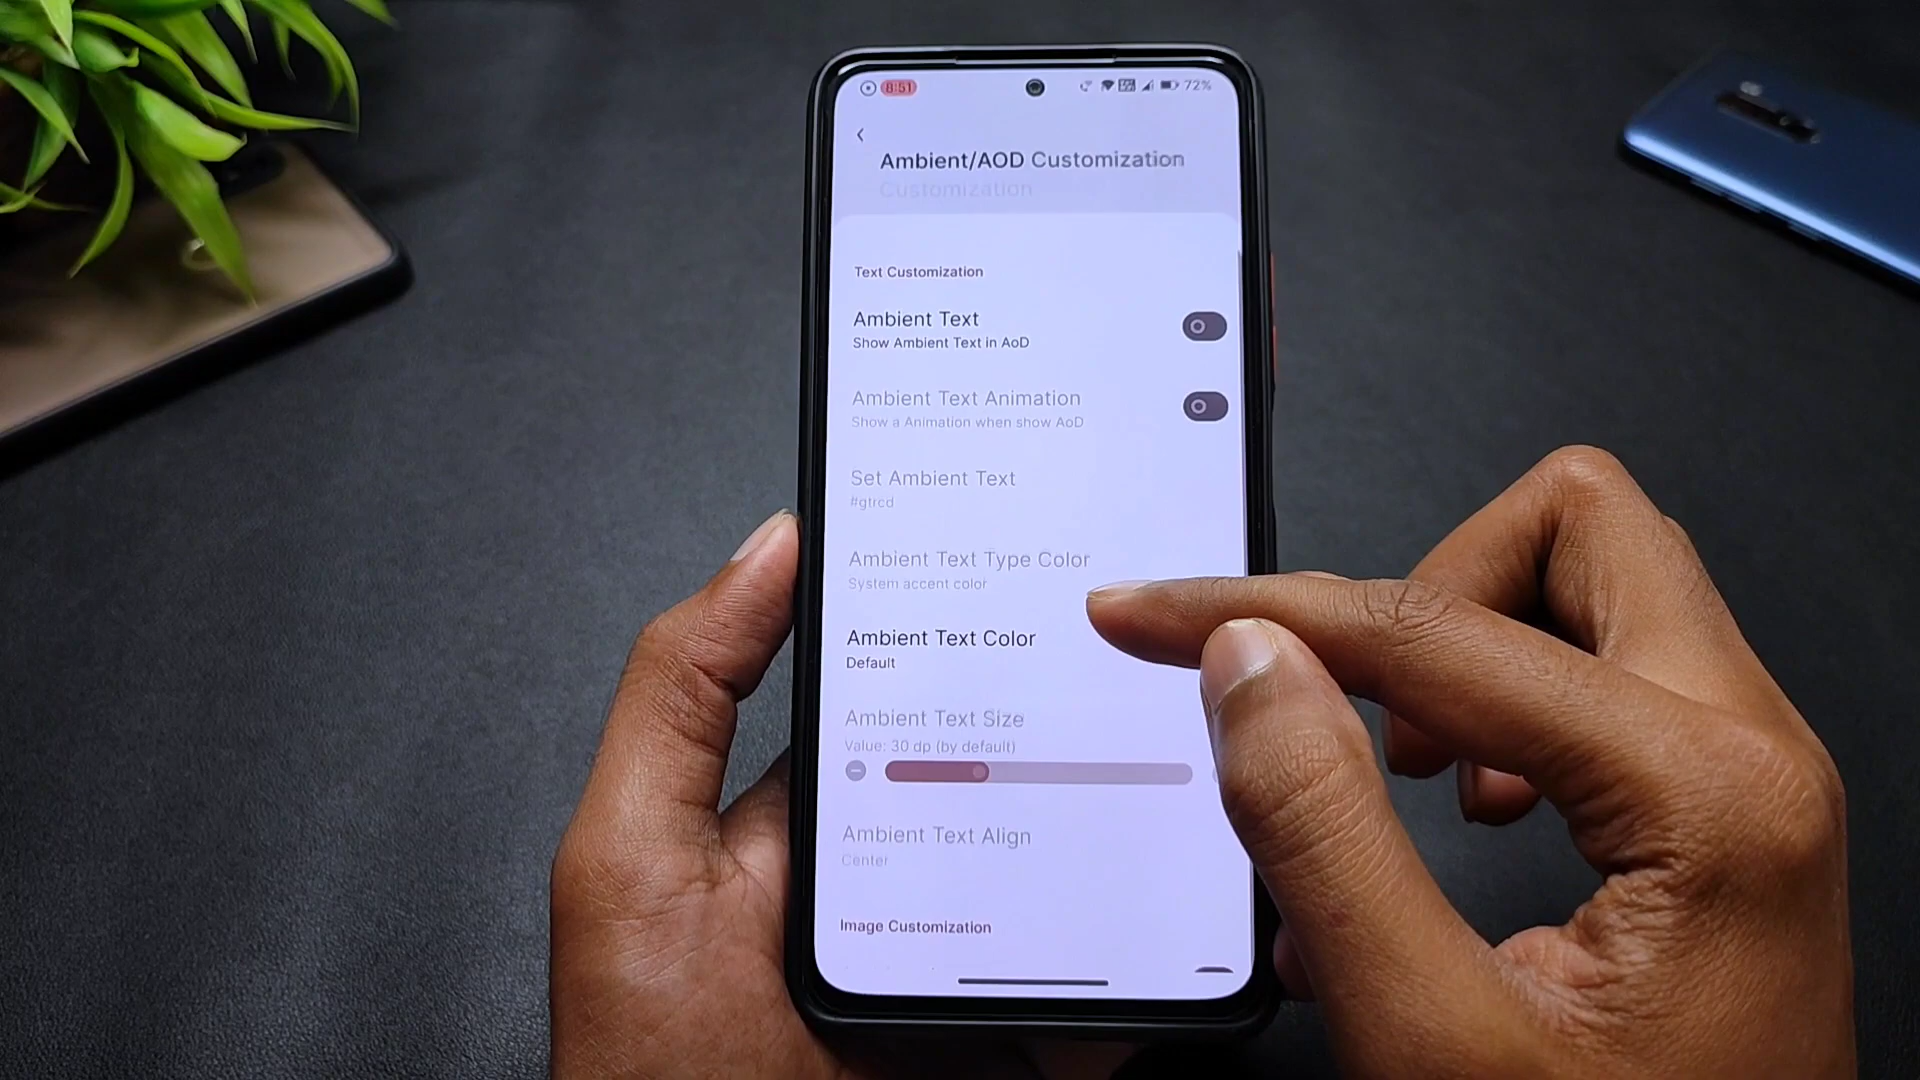 8:51
72%
Ambient/AOD Customization
Customization
Text Customization
Ambient Text
Show Ambient Text in AoD
Ambient Text Animation
Show a Animation when show AoD
Set Ambient Text
#gtrcd
Ambient Text Type Color
System accent color
Ambient Text Color
Default
Ambient Text Size
Value: 30 dp (by default)
Ambient Text Align
Center
Image Customization